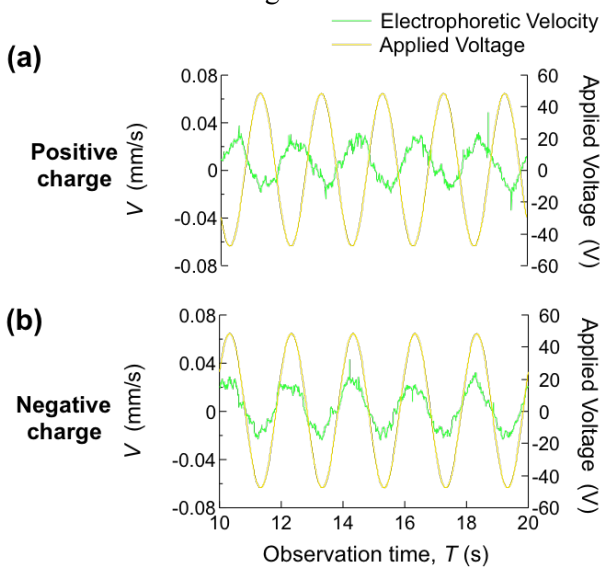 Electrophoretic Velocity
Applied Voltage
(a)
Positive
charge
V (mm/s)
0.08
0.04
0
-0.04
-0.08
60
40
20
0
-20
-40
-60
Applied Voltage (V)
(b)
Negative
charge
V (mm/s)
0.08
0.04
0
-0.04
-0.08
60
40
20
0
-20
-40
-60
Applied Voltage (V)
10 12 14 16 18 20
Observation time, T (s)